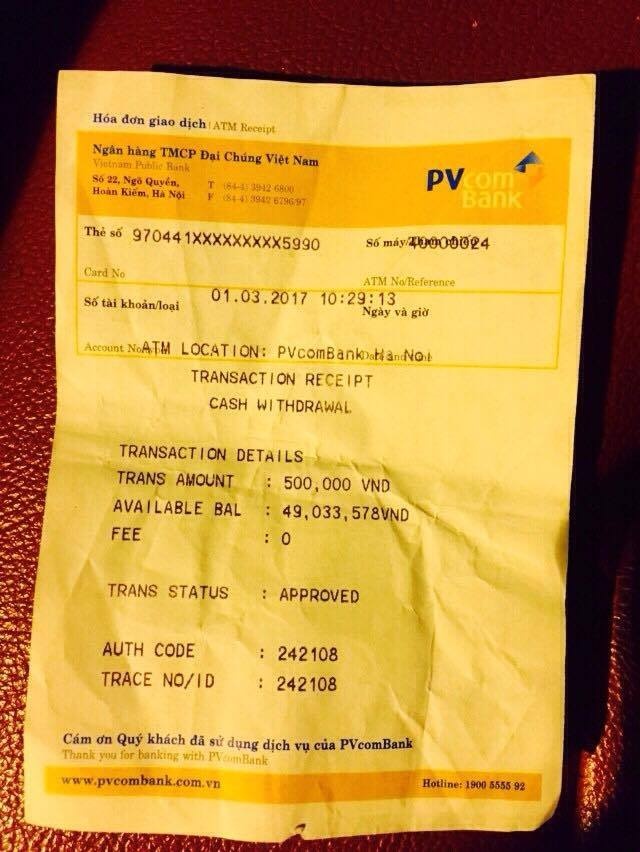 Hóa đơn giao dịch | ATM Receipt
Ngân hàng TMCP Đại Chúng Việt Nam
Vietnam Public Bank
Số 22, Ngô Quyền, T (84-4) 3942 6800
Hoàn Kiếm, Hà Nội F (84-4) 3942 6796/97
PVcom
Bank
Thẻ số 970441XXXXXXXXX5990 Số máy/ 40000024
Card No ATM No/Reference
Số tài khoản/loại 01.03.2017 10:29:13 Ngày và giờ
Account No
ATM LOCATION: PVcomBank Ha Noi
TRANSACTION RECEIPT
CASH WITHDRAWAL
TRANSACTION DETAILS
TRANS AMOUNT : 500,000 VND
AVAILABLE BAL : 49,033,578VND
FEE : 0
TRANS STATUS : APPROVED
AUTH CODE : 242108
TRACE NO/ID : 242108
Cám ơn Quý khách đã sử dụng dịch vụ của PVcomBank
Thank you for banking with PVcomBank
www.pvcombank.com.vn Hotline: 1900 5555 92